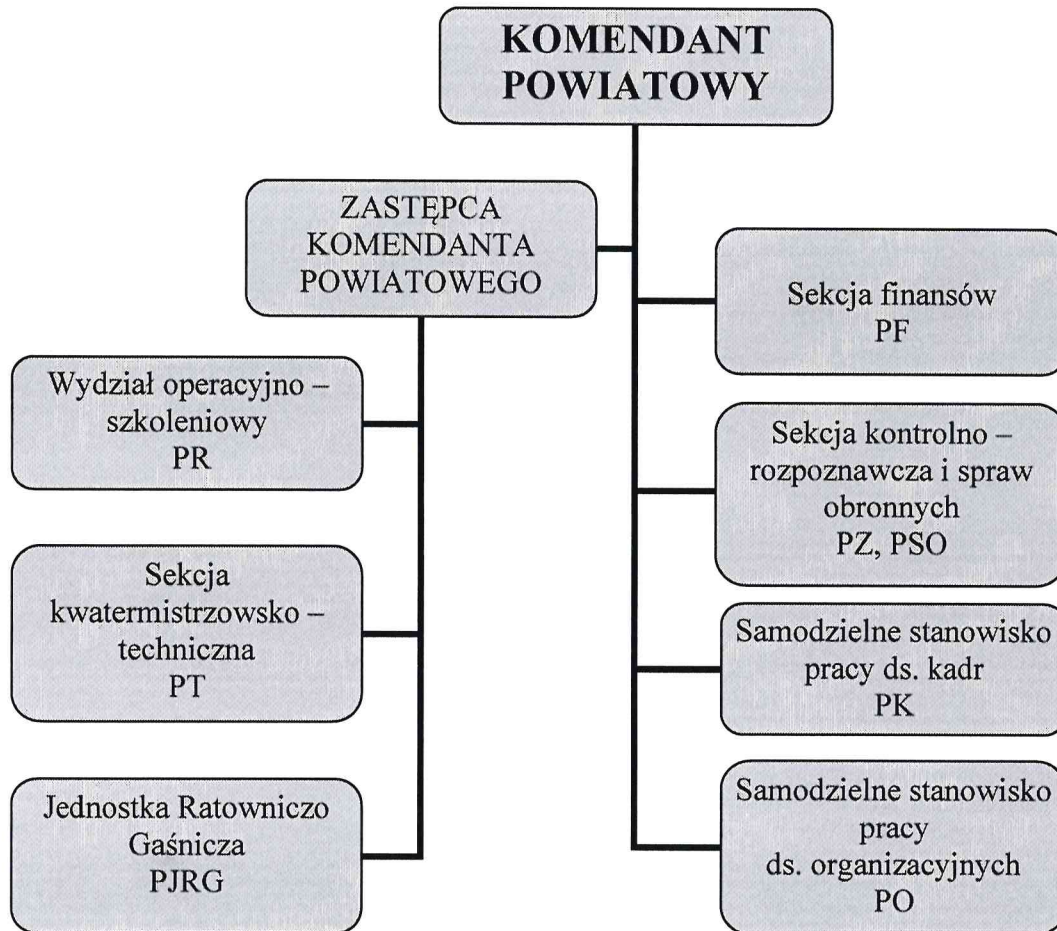 KOMENDANT
POWIATOWY
ZASTĘPCA
KOMENDANTA
POWIATOWEGO
Wydział operacyjno –
szkoleniowy
PR
Sekcja
kwatermistrzowsko –
techniczna
PT
Jednostka Ratowniczo
Gaśnicza
PJRG
Sekcja finansów
PF
Sekcja kontrolno –
rozpoznawcza i spraw
obronnych
PZ, PSO
Samodzielne stanowisko
pracy ds. kadr
PK
Samodzielne stanowisko
pracy
ds. organizacyjnych
PO